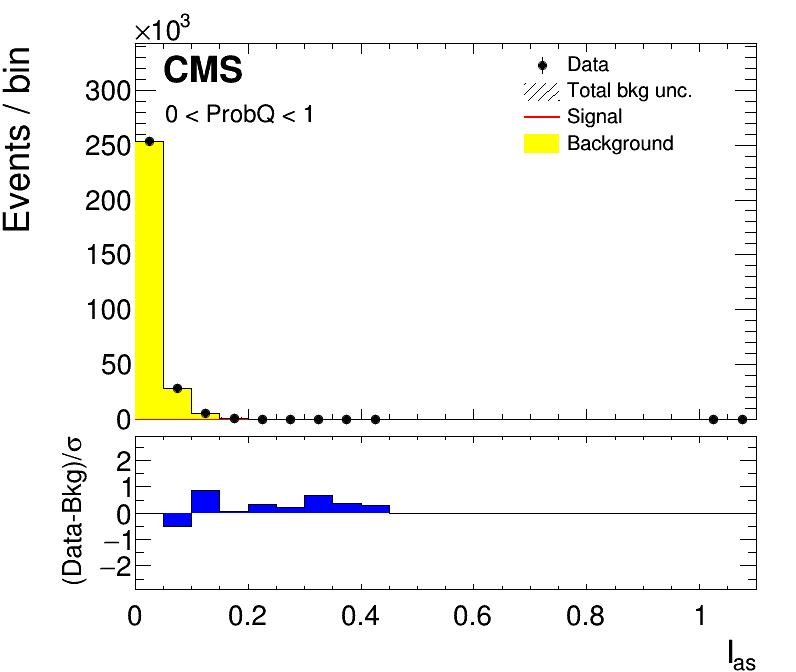 ×10³
Events / bin
300
250
200
150
100
50
0
CMS
0 < ProbQ < 1
Data
Total bkg unc.
Signal
Background
(Data-Bkg)/σ
2
1
0
−1
−2
0 0.2 0.4 0.6 0.8 1
I_as